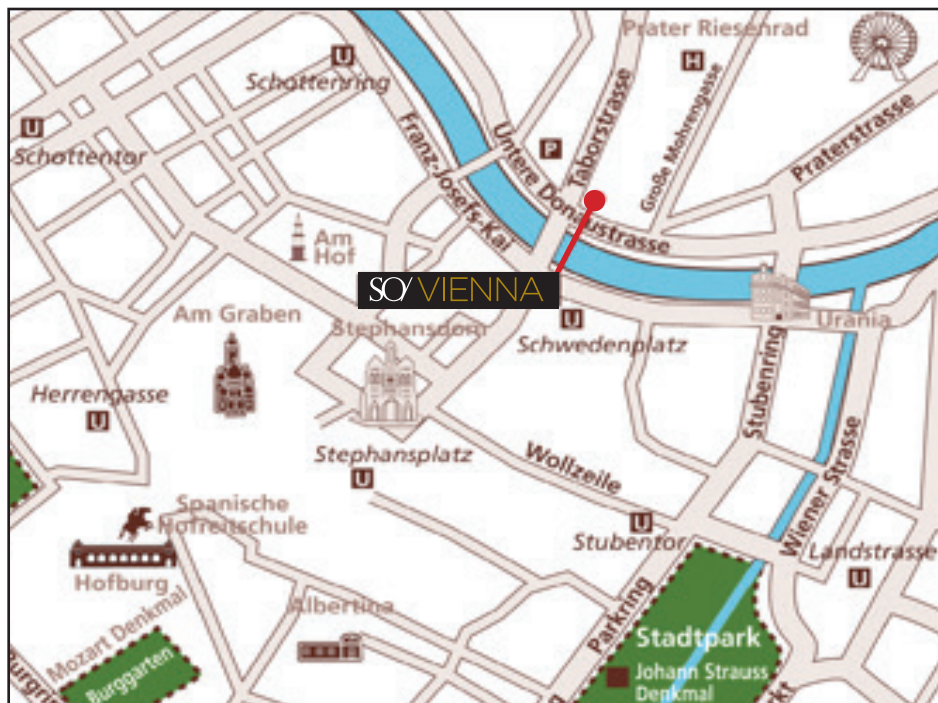 Prater Riesenrad
U
H
Schottenring
Taborstrasse
Große Mohrengasse
Praterstrasse
U
Schottentor
Franz-Josefs-Kai
Untere Donaustrasse
P
Am
Hof
SO/ VIENNA
Am Graben
Stephansdom
U
Urania
Schwedenplatz
Herrengasse
U
Stubenring
Stephansplatz
U
Wollzeile
Wiener Strasse
Spanische
Hofreitschule
U
Stubentor
Landstrasse
U
Hofburg
Albertina
Parkring
Mozart Denkmal
Stadtpark
Burggarten
Johann Strauss
Denkmal